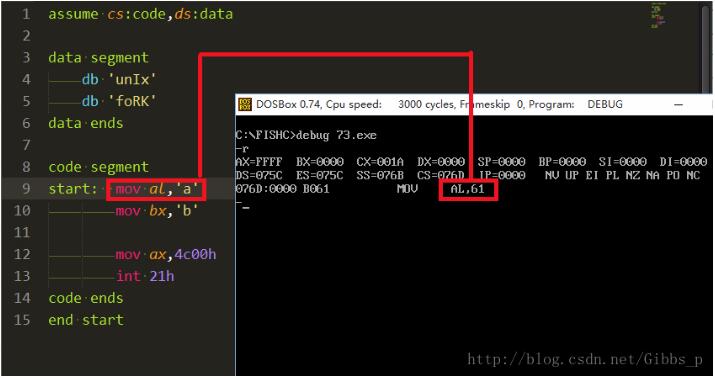 1 assume cs:code,ds:data
2
3 data segment
4 db 'unIx'
5 db 'foRK'
6 data ends
7
8 code segment
9 start: mov al,'a'
10 mov bx,'b'
11
12 mov ax,4c00h
13 int 21h
14 code ends
15 end start
DOS BOX DOSBox 0.74, Cpu speed: 3000 cycles, Frameskip 0, Program: DEBUG
C:\FISHC>debug 73.exe
-r
AX=FFFF BX=0000 CX=001A DX=0000 SP=0000 BP=0000 SI=0000 DI=0000
DS=075C ES=075C SS=076B CS=076D IP=0000 NV UP EI PL NZ NA PO NC
076D:0000 B061 MOV AL,61
-_
http://blog.csdn.net/Gibbs_p